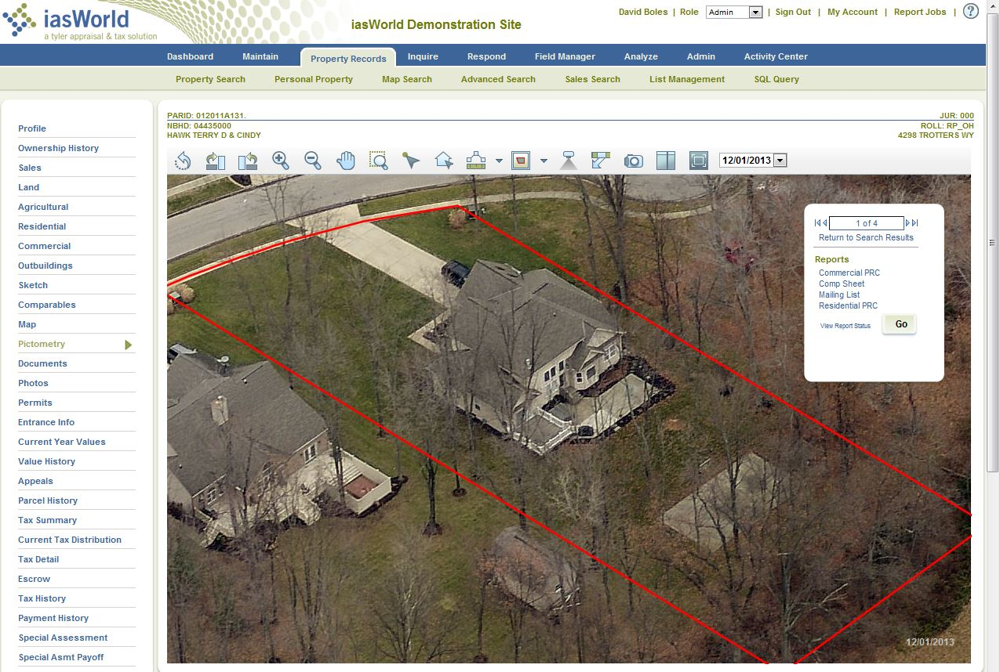 iasWorld
a tyler appraisal & tax solution
iasWorld Demonstration Site
David Boles | Role Admin | Sign Out | My Account | Report Jobs | ?
Dashboard Maintain Property Records Inquire Respond Field Manager Analyze Admin Activity Center
Property Search Personal Property Map Search Advanced Search Sales Search List Management SQL Query
Profile
Ownership History
Sales
Land
Agricultural
Residential
Commercial
Outbuildings
Sketch
Comparables
Map
Pictometry
Documents
Photos
Permits
Entrance Info
Current Year Values
Value History
Appeals
Parcel History
Tax Summary
Current Tax Distribution
Tax Detail
Escrow
Tax History
Payment History
Special Assessment
Special Asmt Payoff
PARID: 012011A131. JUR: 000
NBHD: 04435000 ROLL: RP_OH
HAWK TERRY D & CINDY 4298 TROTTERS WY
12/01/2013
1 of 4
Return to Search Results
Reports
Commercial PRC
Comp Sheet
Mailing List
Residential PRC
View Report Status Go
12/01/2013